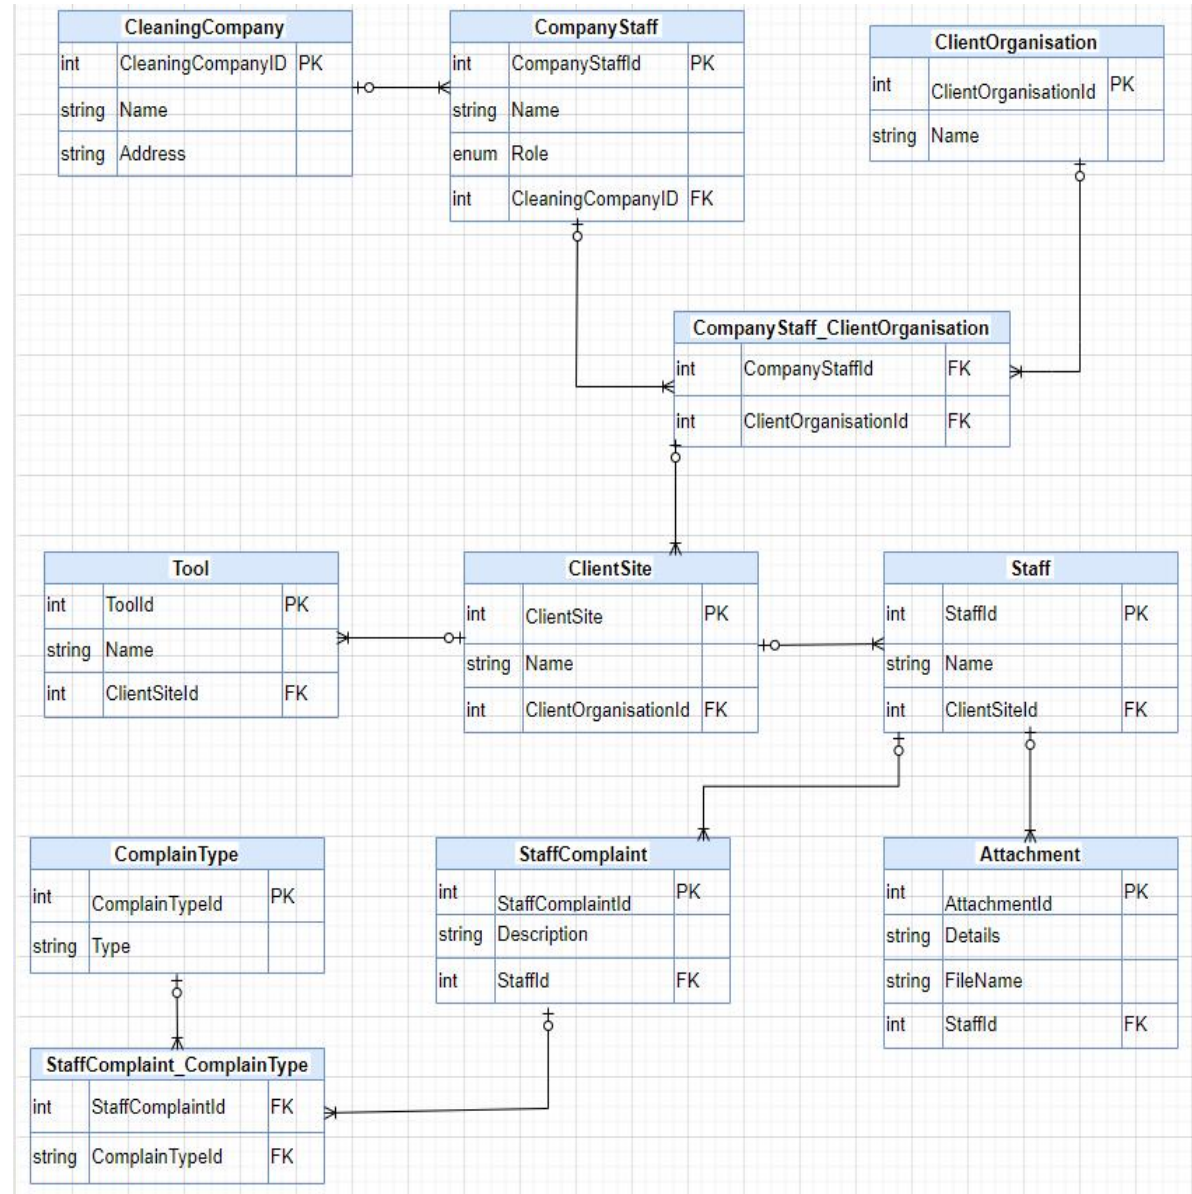 CleaningCompany
int CleaningCompanyID PK
string Name
string Address
CompanyStaff
int CompanyStaffId PK
string Name
enum Role
int CleaningCompanyID FK
ClientOrganisation
int ClientOrganisationId PK
string Name
CompanyStaff_ClientOrganisation
int CompanyStaffId FK
int ClientOrganisationId FK
Tool
int ToolId PK
string Name
int ClientSiteId FK
ClientSite
int ClientSite PK
string Name
int ClientOrganisationId FK
Staff
int StaffId PK
string Name
int ClientSiteId FK
ComplainType
int ComplainTypeId PK
string Type
StaffComplaint
int StaffComplaintId PK
string Description
int StaffId FK
Attachment
int AttachmentId PK
string Details
string FileName
int StaffId FK
StaffComplaint_ComplainType
int StaffComplaintId FK
string ComplainTypeId FK